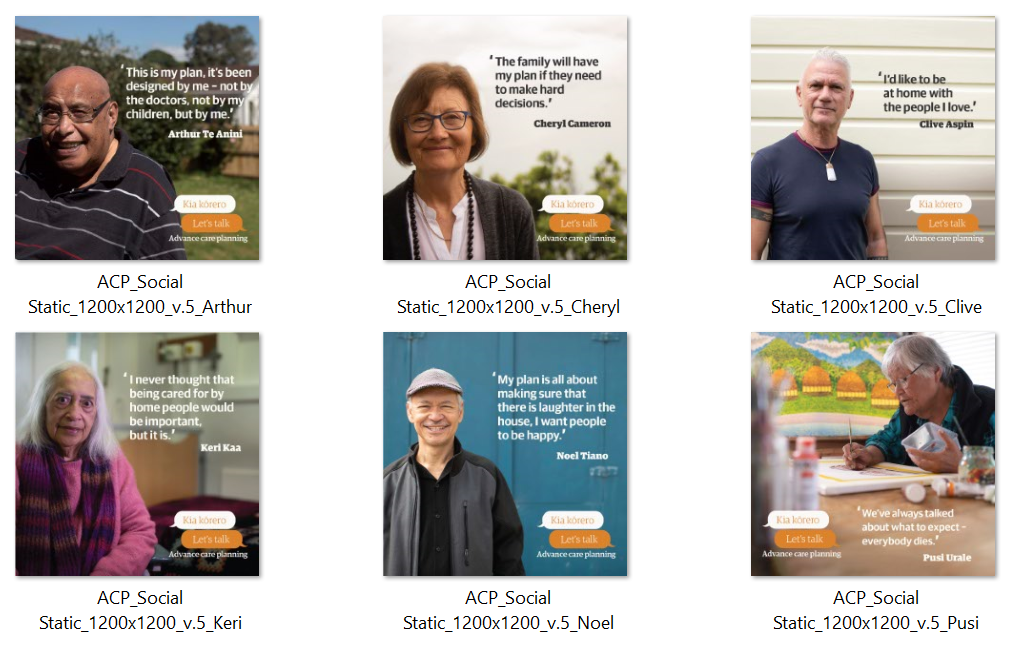 ‘This is my plan, it’s been
designed by me – not by
the doctors, not by my
children, but by me.’
Arthur Te Anini
Kia kōrero
Let’s talk
Advance care planning
ACP_Social
Static_1200x1200_v.5_Arthur
‘The family will have
my plan if they need
to make hard
decisions.’
Cheryl Cameron
Kia kōrero
Let’s talk
Advance care planning
ACP_Social
Static_1200x1200_v.5_Cheryl
‘I’d like to be
at home with
the people I love.’
Clive Aspin
Kia kōrero
Let’s talk
Advance care planning
ACP_Social
Static_1200x1200_v.5_Clive
‘I never thought that
being cared for by
home people would
be important,
but it is.’
Keri Kaa
Kia kōrero
Let’s talk
Advance care planning
ACP_Social
Static_1200x1200_v.5_Keri
‘My plan is all about
making sure that
there is laughter in the
house, I want people
to be happy.’
Noel Tiano
Kia kōrero
Let’s talk
Advance care planning
ACP_Social
Static_1200x1200_v.5_Noel
‘We’ve always talked
about what to expect –
everybody dies.’
Pusi Urale
Kia kōrero
Let’s talk
Advance care planning
ACP_Social
Static_1200x1200_v.5_Pusi